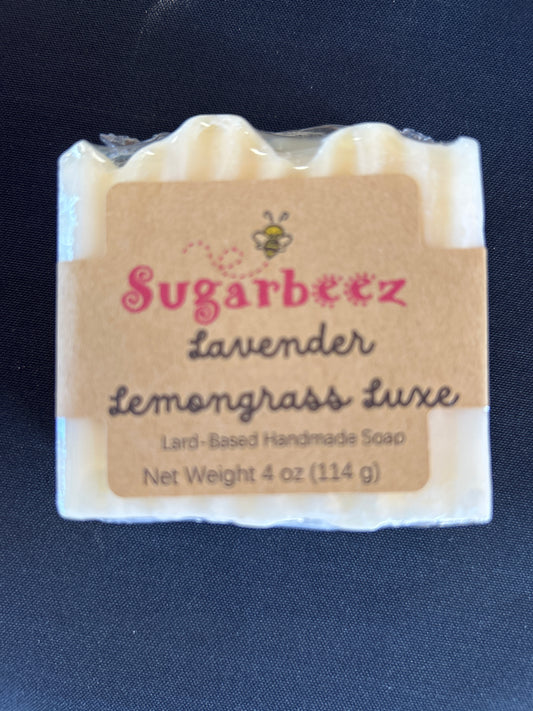 Sugarbeez
Lavender
Lemongrass Luxe
Lard-Based Handmade Soap
Net Weight 4 oz (114 g)